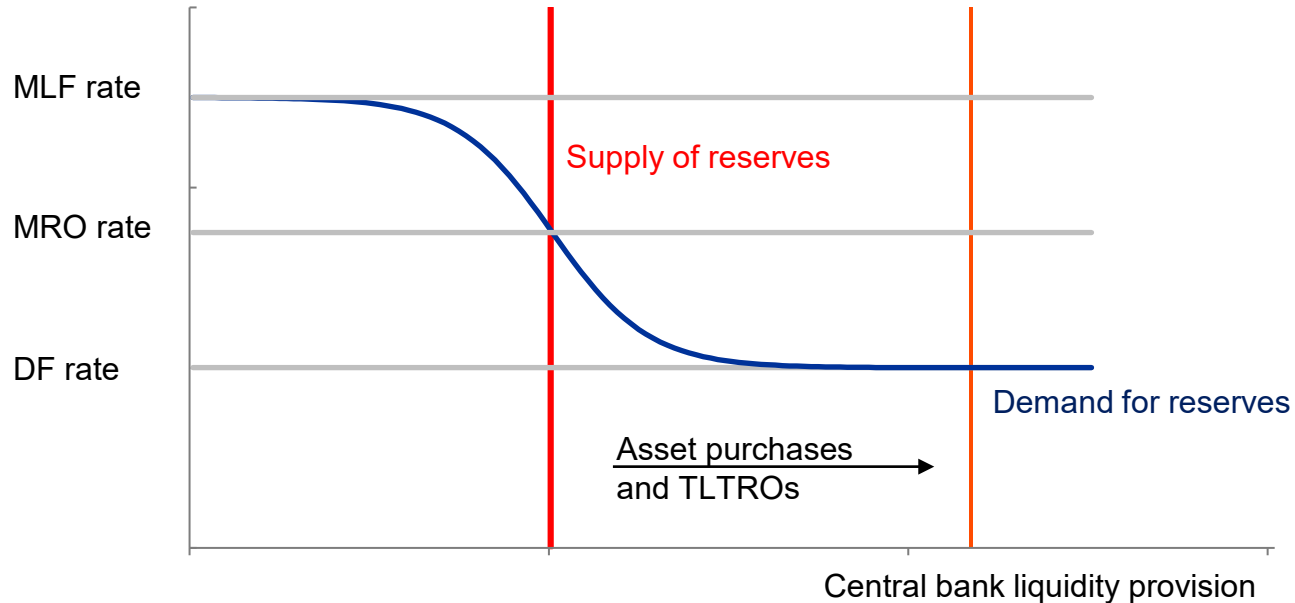 MLF rate
Supply of reserves
MRO rate
DF rate
Demand for reserves
Asset purchases
and TLTROs
Central bank liquidity provision